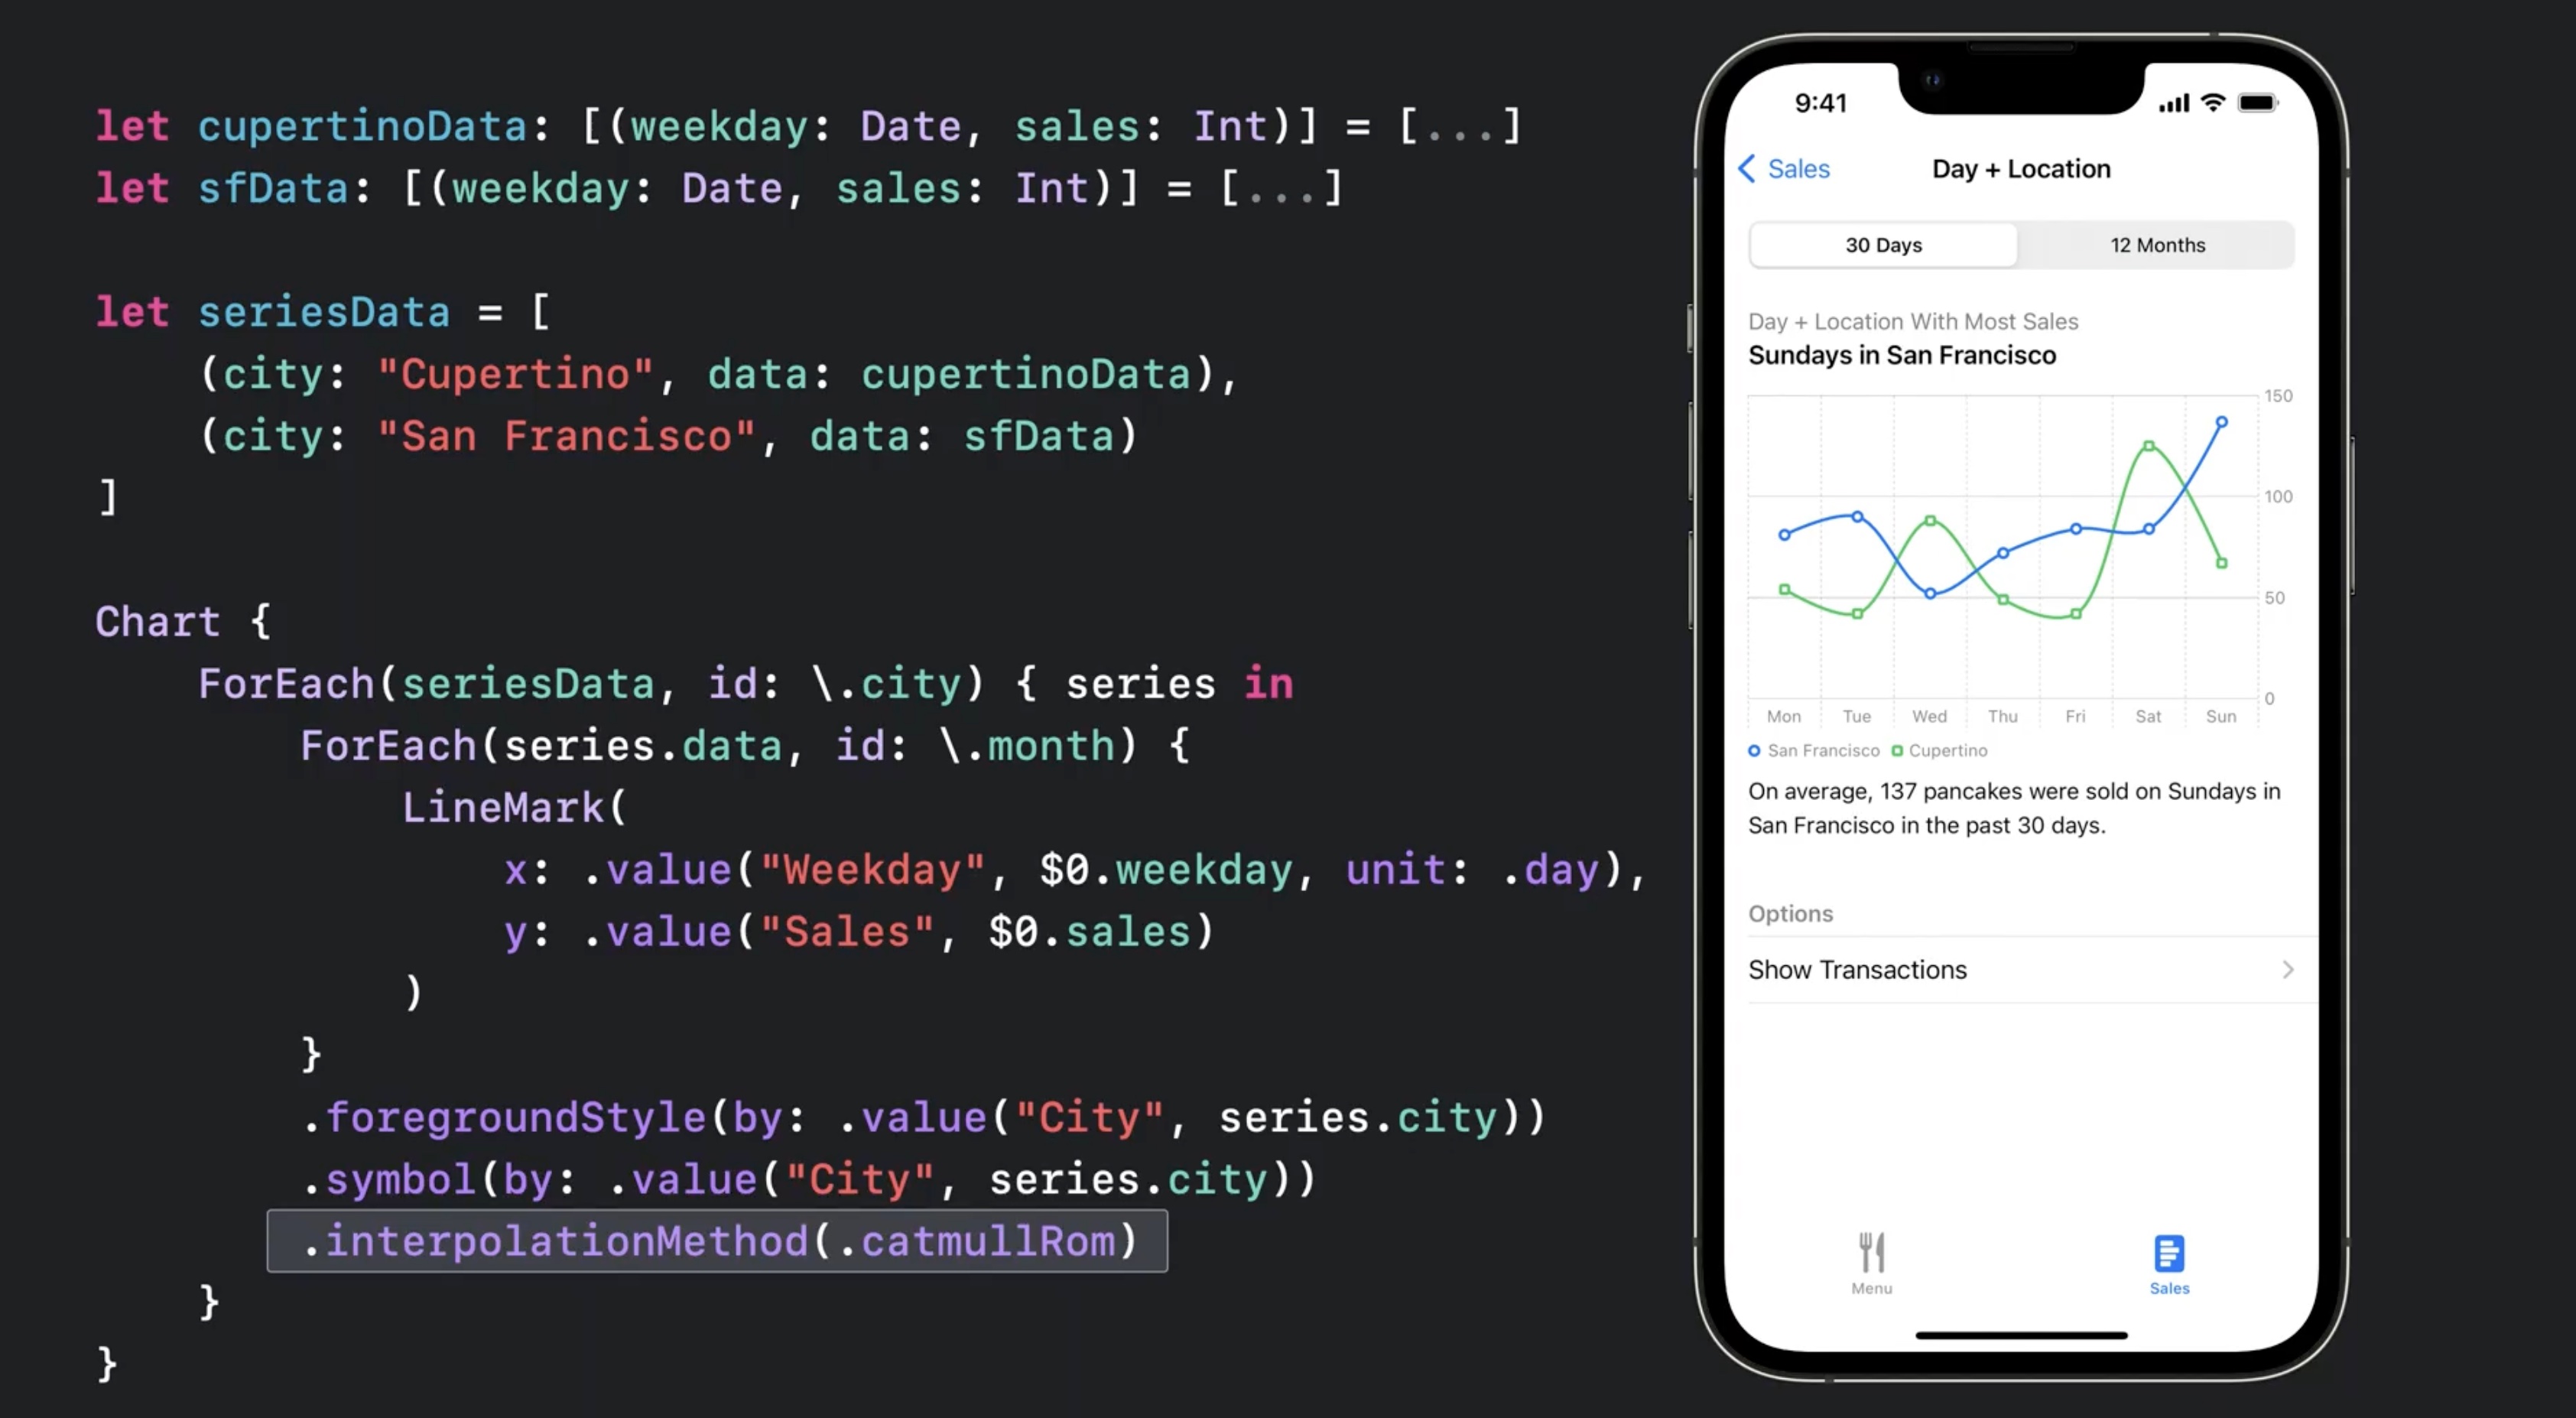 let cupertinoData: [(weekday: Date, sales: Int)] = [...]
let sfData: [(weekday: Date, sales: Int)] = [...]
let seriesData = [
(city: "Cupertino", data: cupertinoData),
(city: "San Francisco", data: sfData)
]
Chart {
ForEach(seriesData, id: \.city) { series in
ForEach(series.data, id: \.month) {
LineMark(
x: .value("Weekday", $0.weekday, unit: .day),
y: .value("Sales", $0.sales)
)
}
.foregroundStyle(by: .value("City", series.city))
.symbol(by: .value("City", series.city))
.interpolationMethod(.catmullRom)
}
}
9:41
Sales
Day + Location
30 Days
12 Months
Day + Location With Most Sales
Sundays in San Francisco
150
100
50
0
Mon Tue Wed Thu Fri Sat Sun
San Francisco Cupertino
On average, 137 pancakes were sold on Sundays in
San Francisco in the past 30 days.
Options
Show Transactions
Menu
Sales